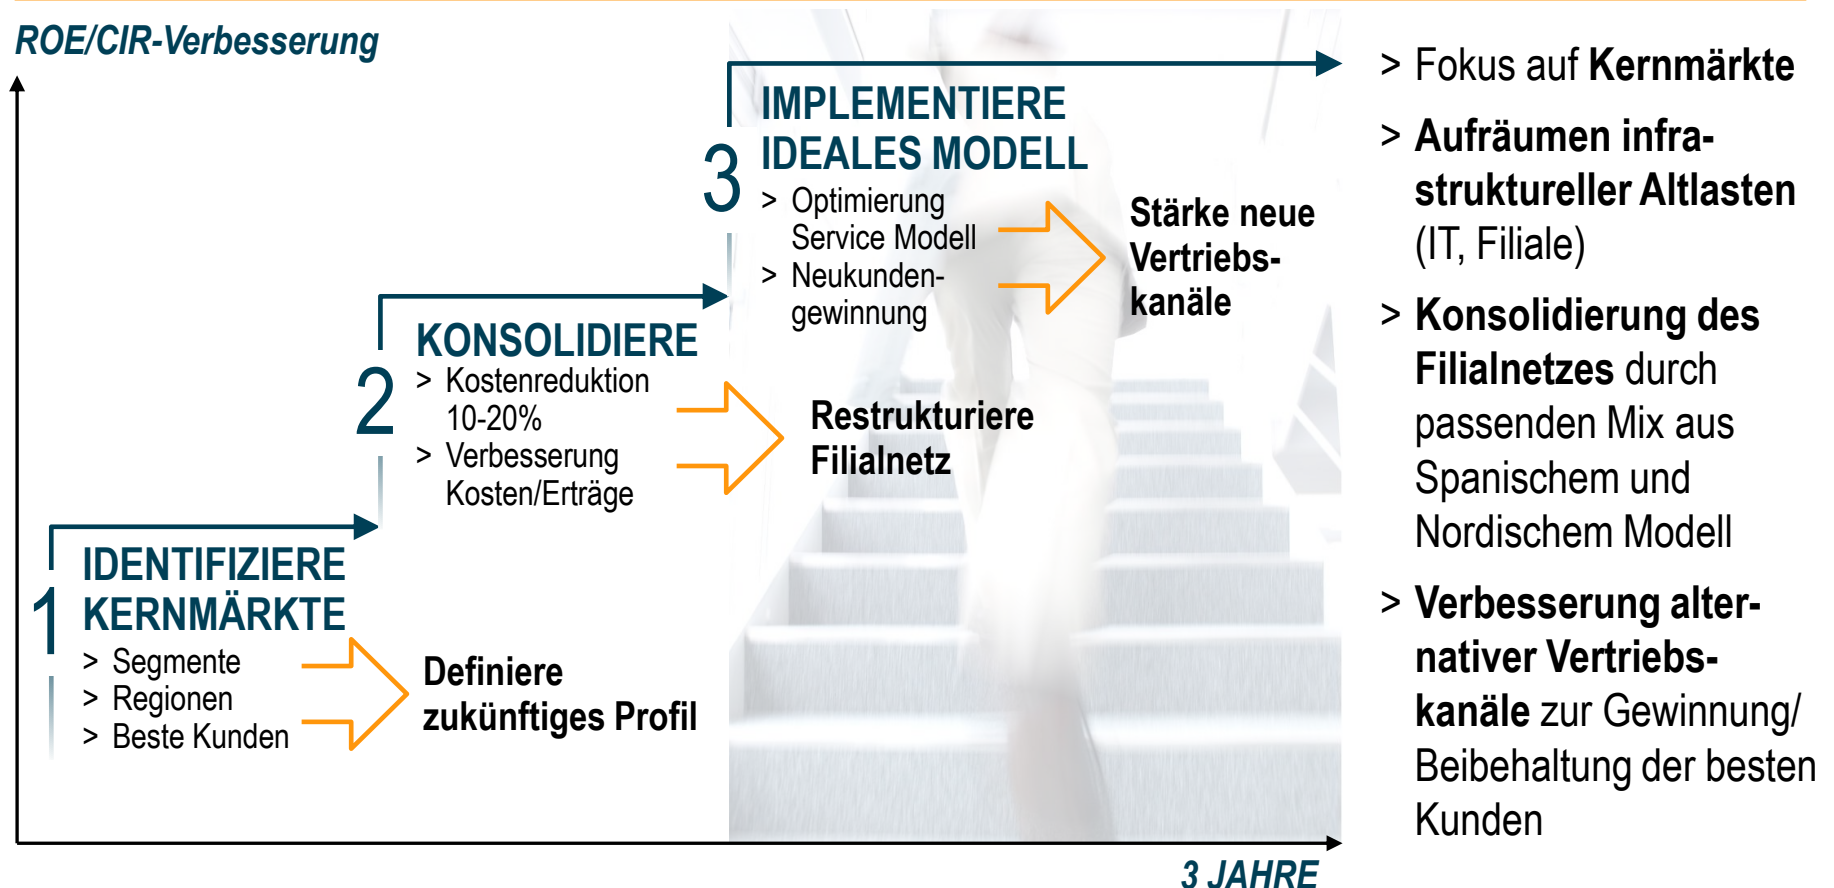 ROE/CIR-Verbesserung
3
IMPLEMENTIERE
IDEALES MODELL
> Optimierung
Service Modell
> Neukunden-
gewinnung
Stärke neue
Vertriebs-
kanäle
2
KONSOLIDIERE
> Kostenreduktion
10-20%
> Verbesserung
Kosten/Erträge
Restrukturiere
Filialnetz
1
IDENTIFIZIERE
KERNMÄRKTE
> Segmente
> Regionen
> Beste Kunden
Definiere
zukünftiges Profil
3 JAHRE
> Fokus auf Kernmärkte
> Aufräumen infra-
struktureller Altlasten
(IT, Filiale)
> Konsolidierung des
Filialnetzes durch
passenden Mix aus
Spanischem und
Nordischem Modell
> Verbesserung alter-
nativer Vertriebs-
kanäle zur Gewinnung/
Beibehaltung der besten
Kunden